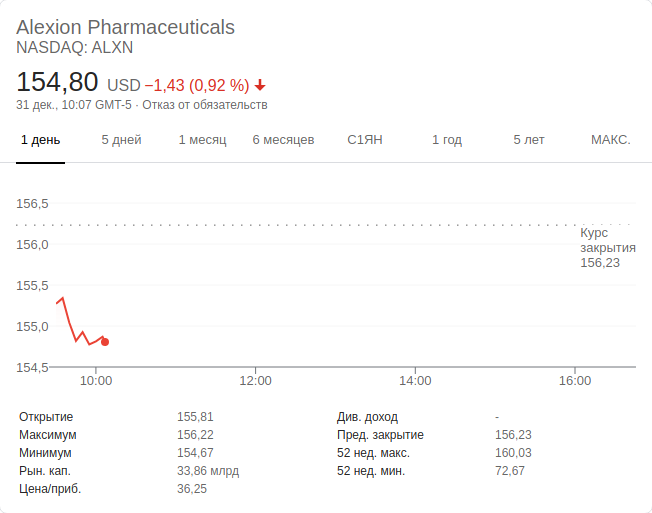 Alexion Pharmaceuticals
NASDAQ: ALXN
154,80 USD −1,43 (0,92 %)
31 дек., 10:07 GMT-5 · Отказ от обязательств
1 день 5 дней 1 месяц 6 месяцев С1ЯН 1 год 5 лет МАКС.
156,5
Курс
закрытия
156,23
156,0
155,5
155,0
154,5
10:00 12:00 14:00 16:00
Открытие 155,81 Див. доход -
Максимум 156,22 Пред. закрытие 156,23
Минимум 154,67 52 нед. макс. 160,03
Рын. кап. 33,86 млрд 52 нед. мин. 72,67
Цена/приб. 36,25